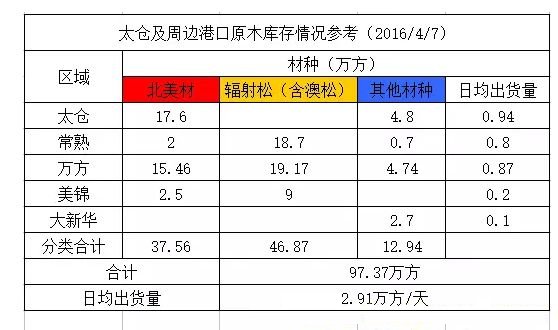 太仓及周边港口原木库存情况参考（2016/4/7）
区域 材种（万方）
北美材 辐射松（含澳松） 其他材种 日均出货量
太仓 17.6 4.8 0.94
常熟 2 18.7 0.7 0.8
万方 15.46 19.17 4.74 0.87
美锦 2.5 9 0.2
大新华 2.7 0.1
分类合计 37.56 46.87 12.94
合计 97.37万方
日均出货量 2.91万方/天